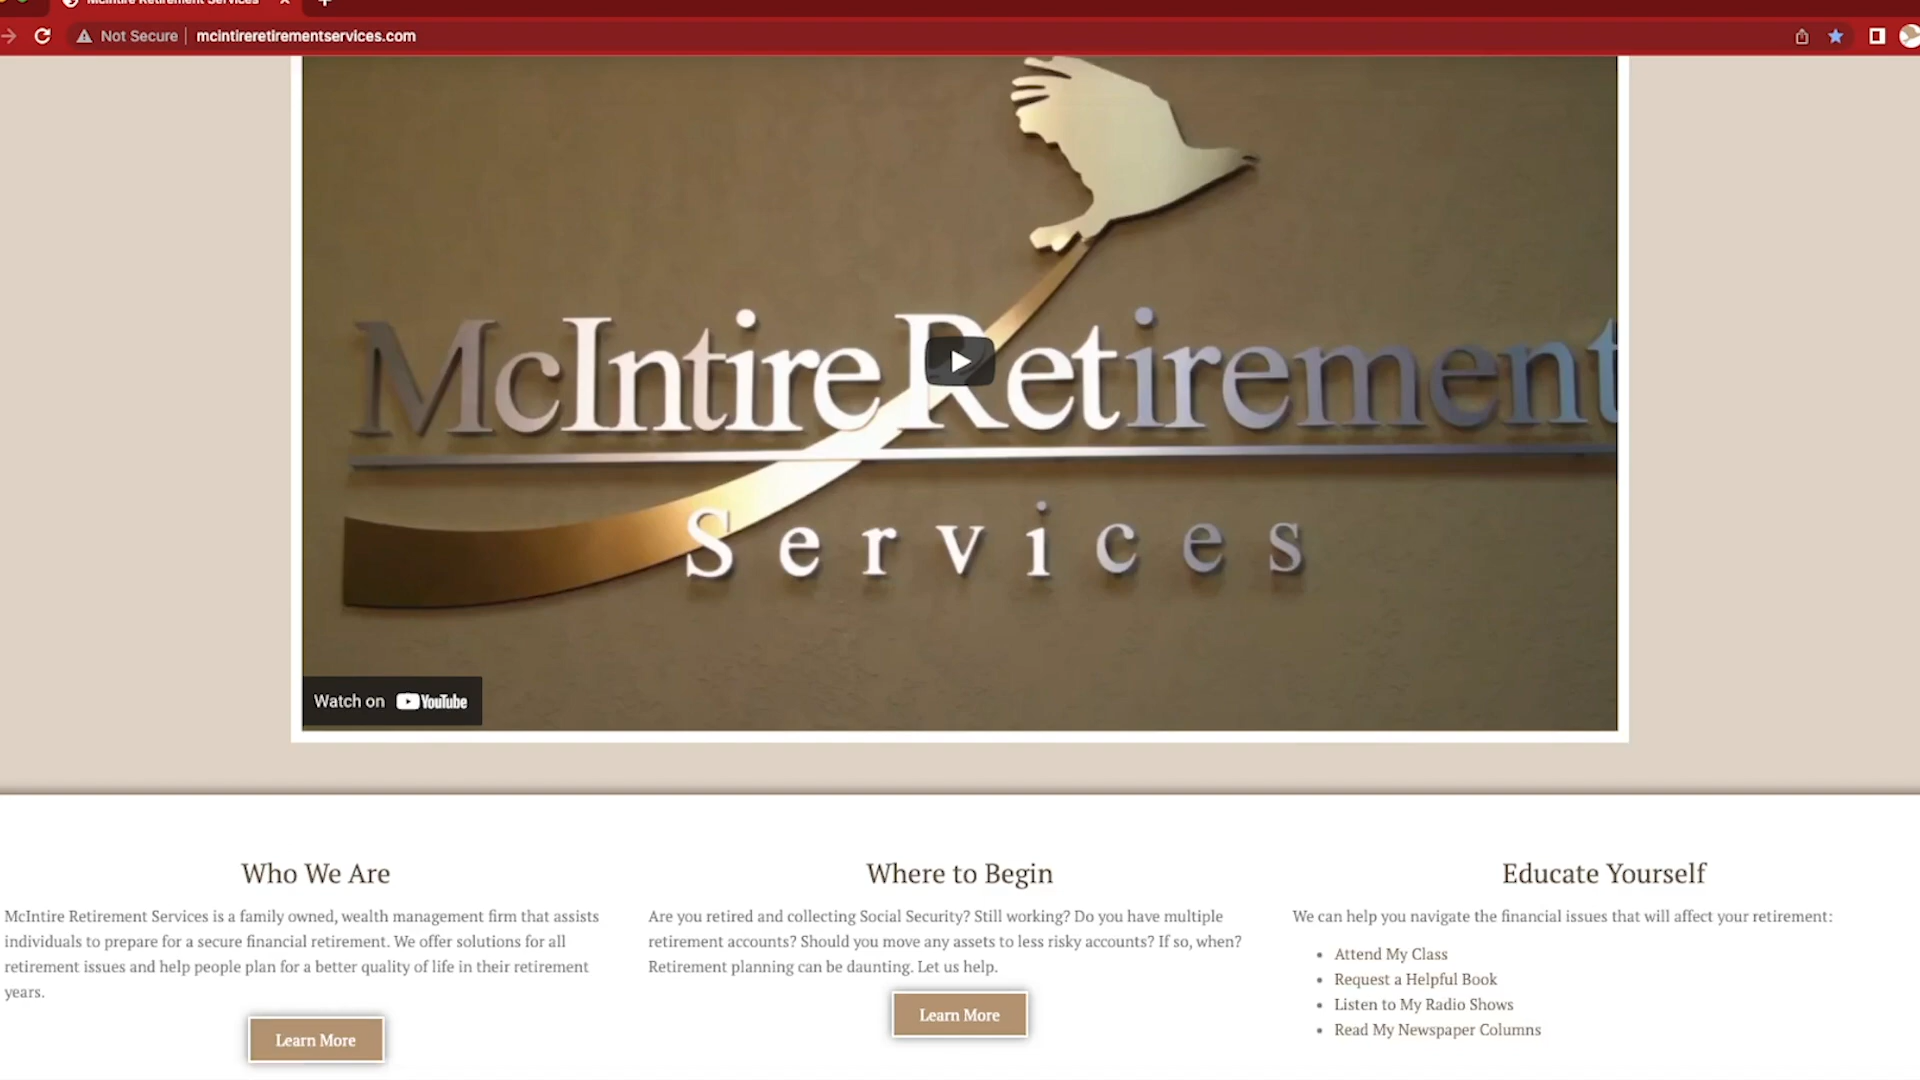 McIntire Retirement Services
Not Secure | mcintireretirementservices.com
McIntire Retirement
Services
Watch on YouTube
Who We Are
McIntire Retirement Services is a family owned, wealth management firm that assists
individuals to prepare for a secure financial retirement. We offer solutions for all
retirement issues and help people plan for a better quality of life in their retirement
years.
Learn More
Where to Begin
Are you retired and collecting Social Security? Still working? Do you have multiple
retirement accounts? Should you move any assets to less risky accounts? If so, when?
Retirement planning can be daunting. Let us help.
Learn More
Educate Yourself
We can help you navigate the financial issues that will affect your retirement:
• Attend My Class
• Request a Helpful Book
• Listen to My Radio Shows
• Read My Newspaper Columns